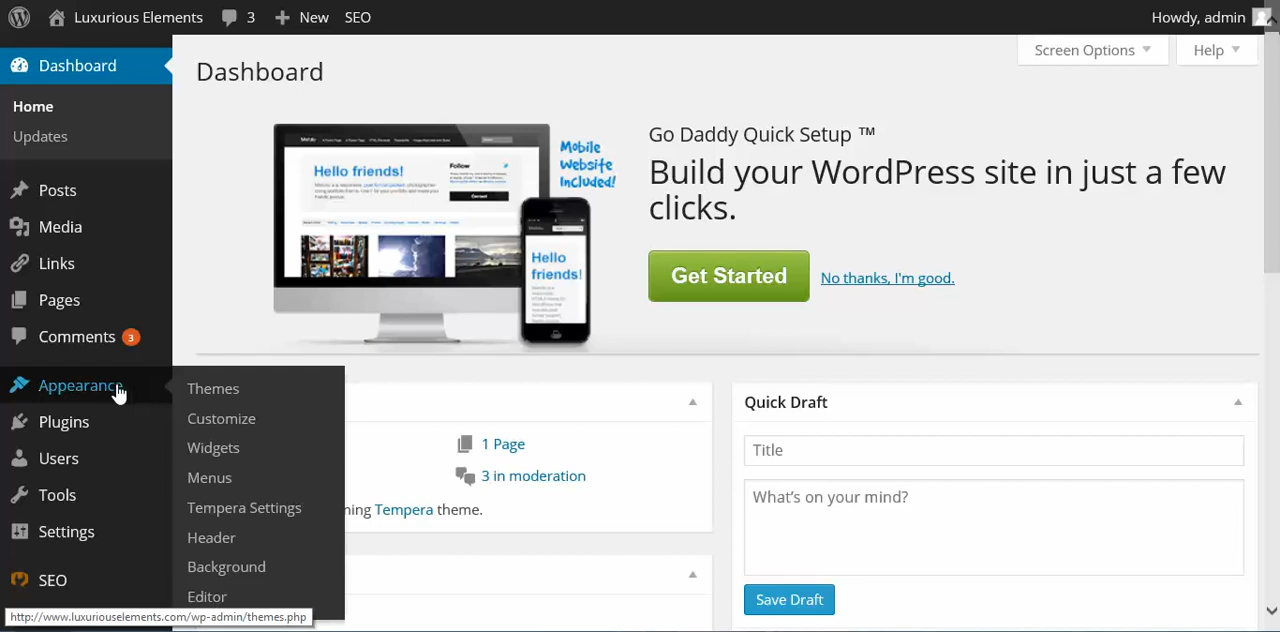 Luxurious Elements 3 New SEO Howdy, admin
Dashboard
Home
Updates
Posts
Media
Links
Pages
Comments 3
Appearance
Plugins
Users
Tools
Settings
SEO
Themes
Customize
Widgets
Menus
Tempera Settings
Header
Background
Editor
http://www.luxuriouselements.com/wp-admin/themes.php
Screen Options Help
Dashboard
Hello friends!
Follow
Mobile
Website
Included!
Hello
friends!
Go Daddy Quick Setup ™
Build your WordPress site in just a few
clicks.
Get Started No thanks, I'm good.
1 Page
3 in moderation
Tempera theme.
Quick Draft
Title
What's on your mind?
Save Draft